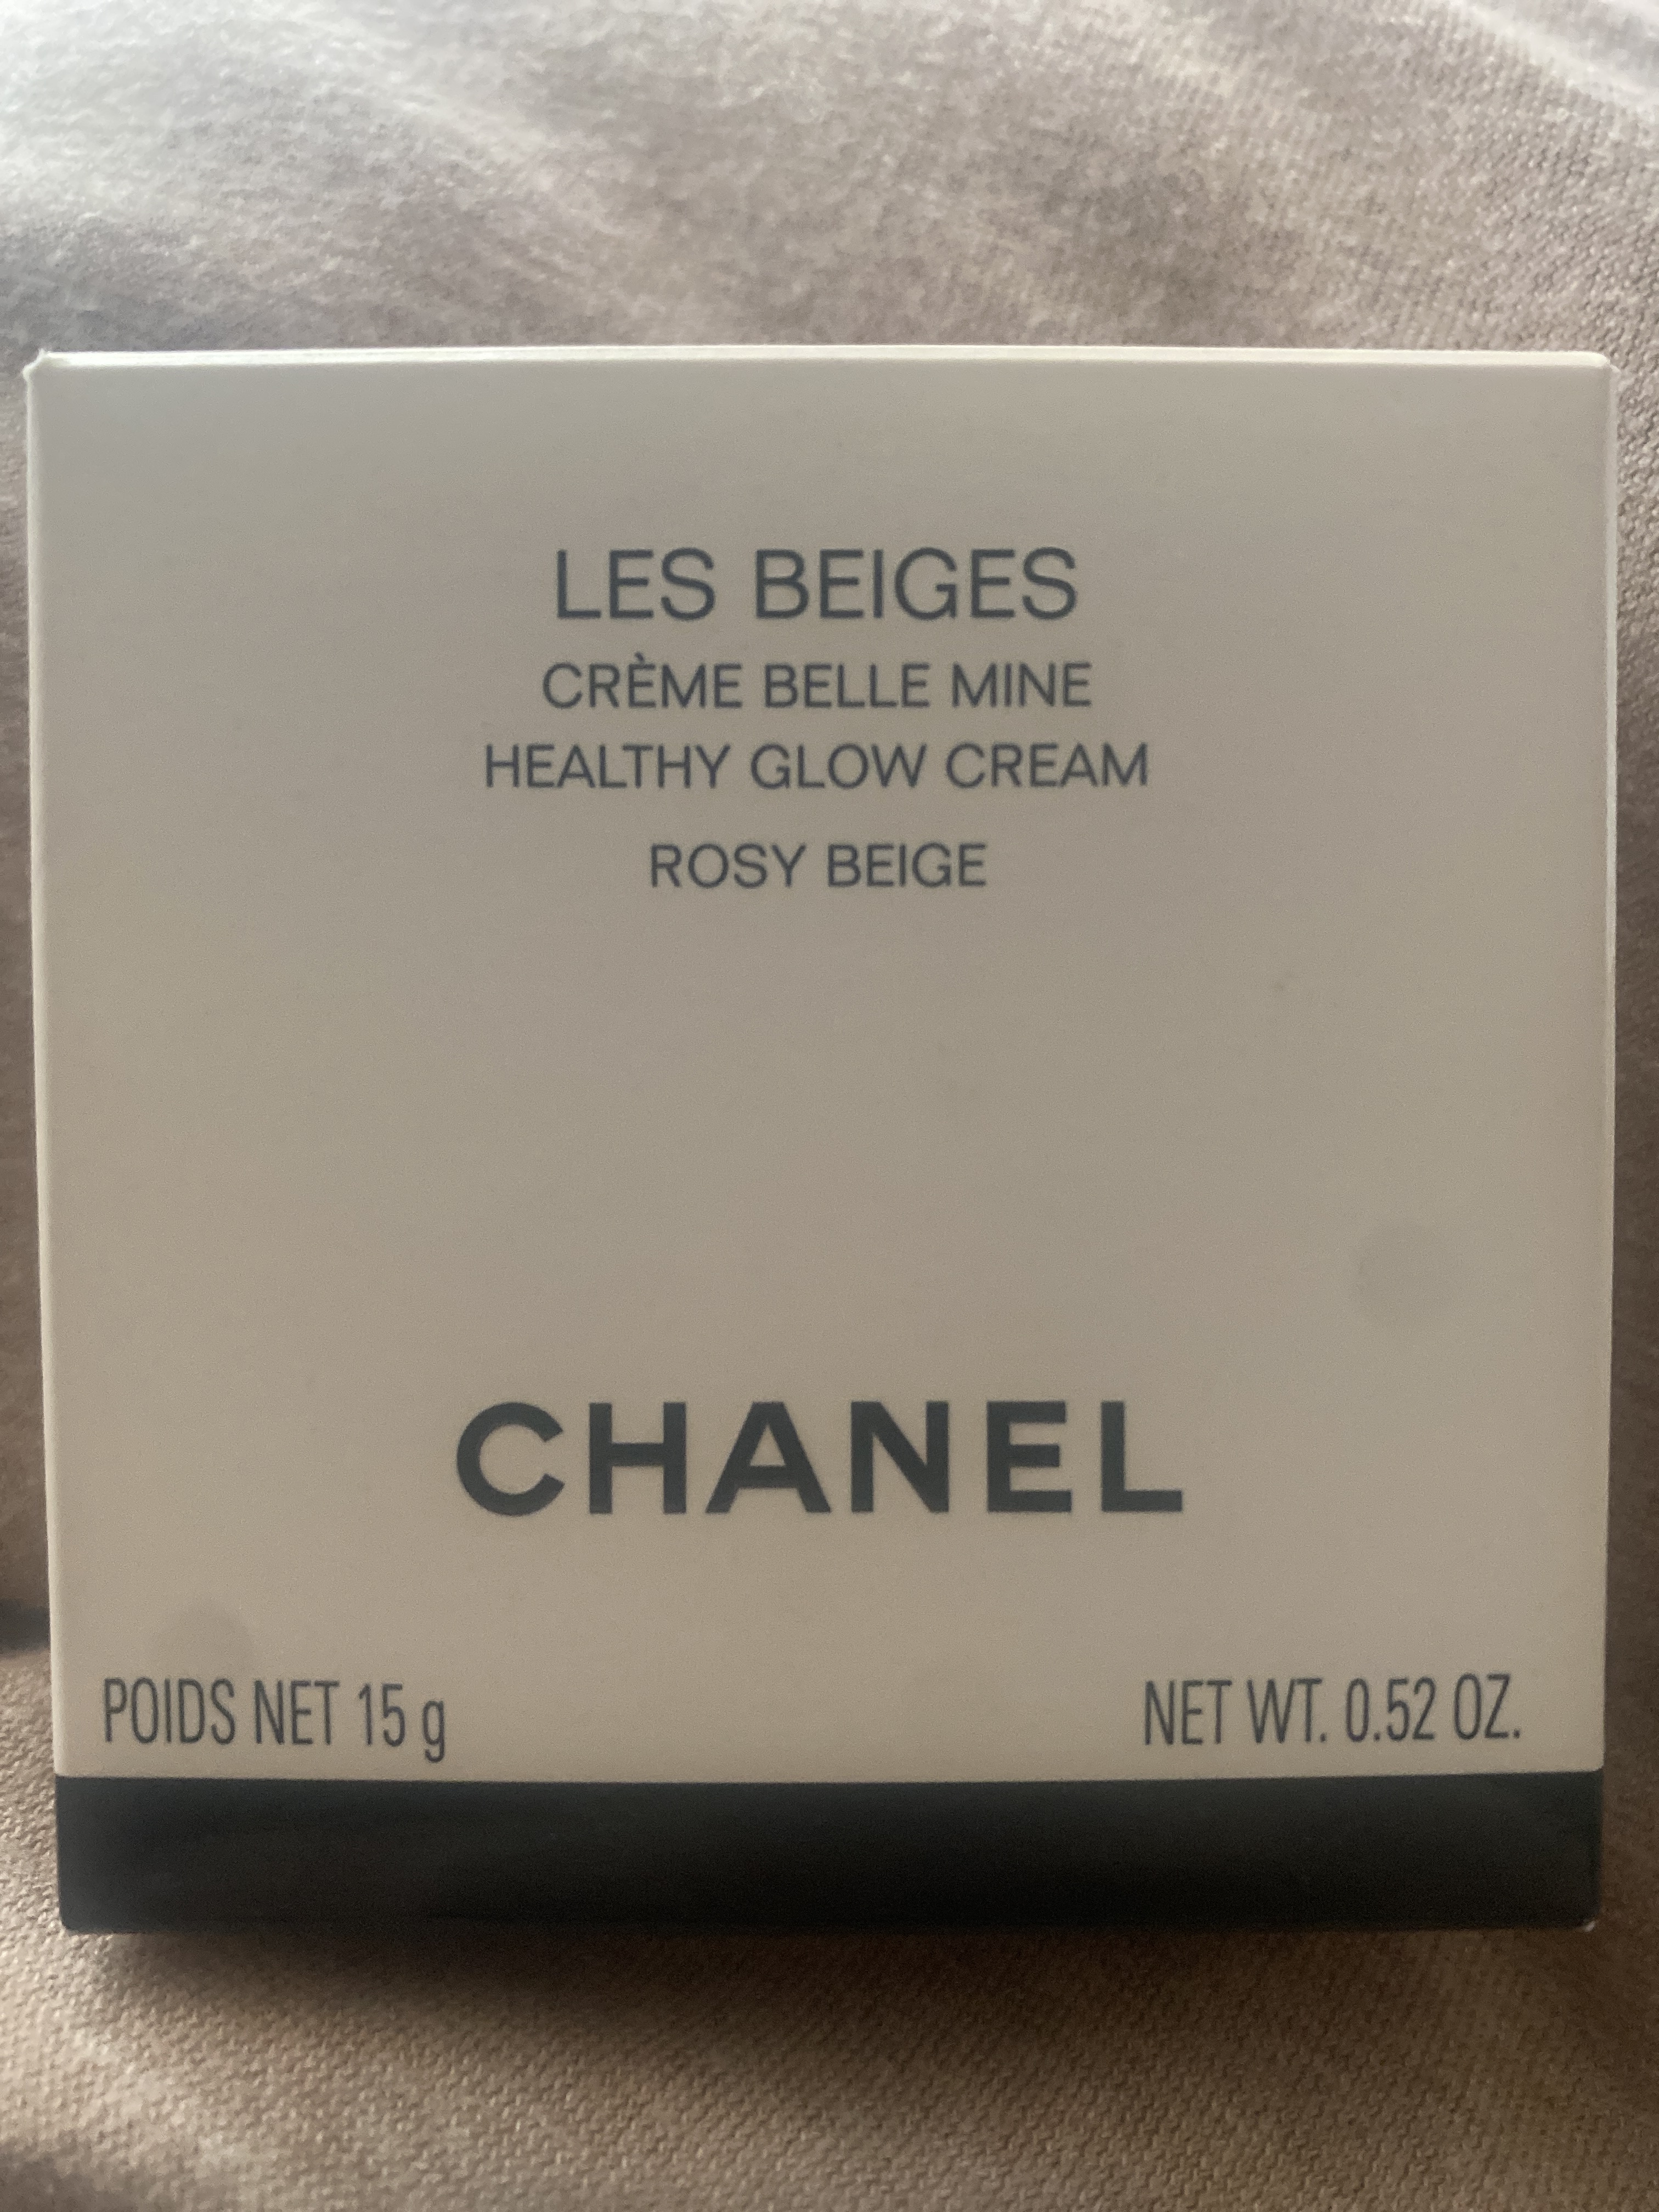 LES BEIGES
CRÈME BELLE MINE
HEALTHY GLOW CREAM
ROSY BEIGE
CHANEL
POIDS NET 15 g
NET WT. 0.52 OZ.